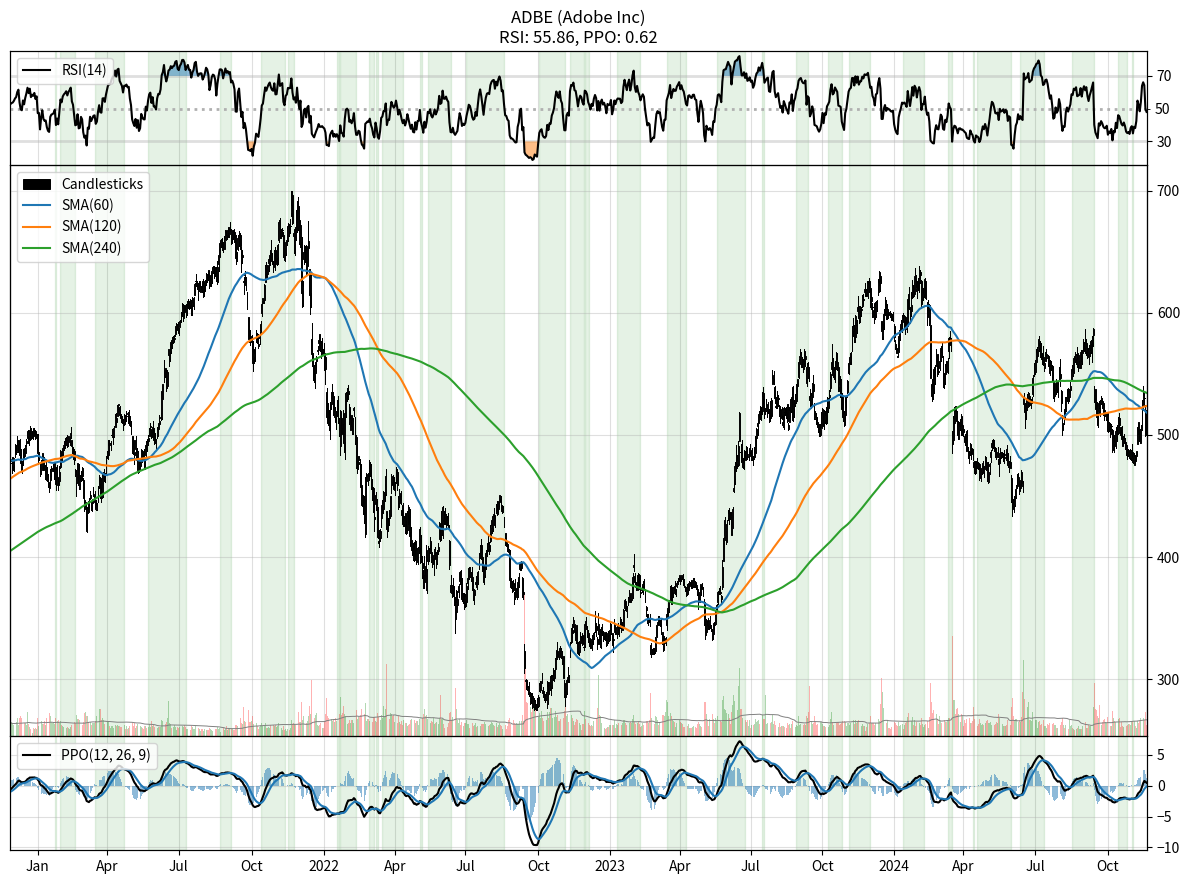 ADBE (Adobe Inc)
RSI: 55.86, PPO: 0.62
RSI(14)
70
50
30
Candlesticks
SMA(60)
SMA(120)
SMA(240)
700
600
500
400
300
PPO(12, 26, 9)
5
0
−5
−10
Jan Apr Jul Oct 2022 Apr Jul Oct 2023 Apr Jul Oct 2024 Apr Jul Oct